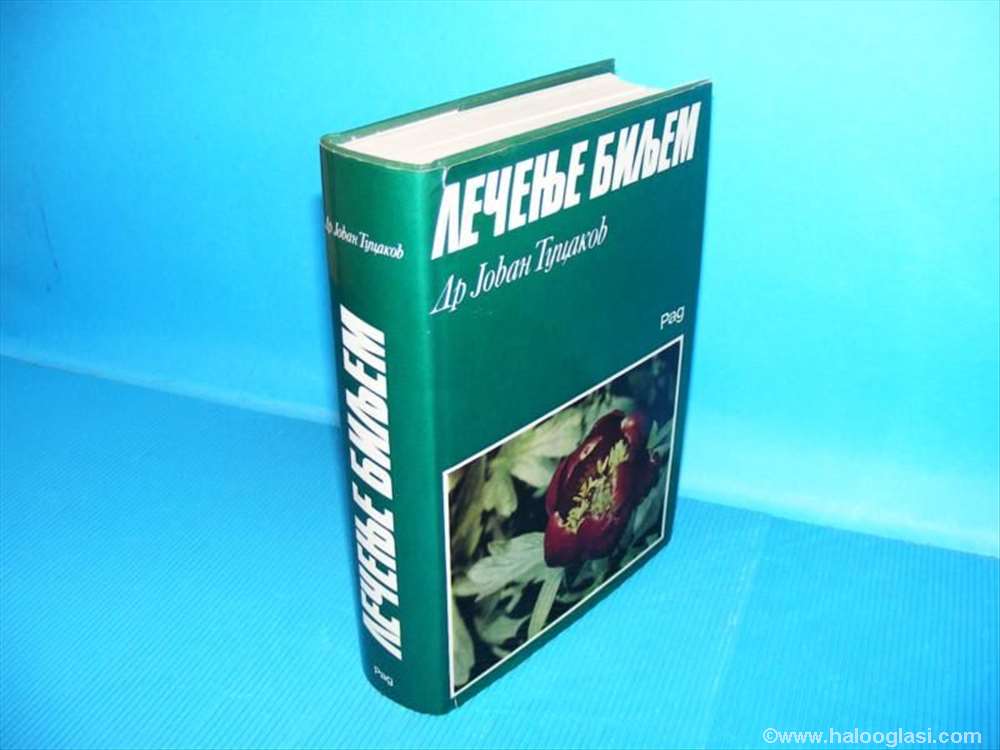 ЛЕЧЕЊЕ БИЉЕМ
Др Јован Туцаков
Рад
Др Јован Туцаков
ЛЕЧЕЊЕ БИЉЕМ
Рад
©www.halooglasi.com